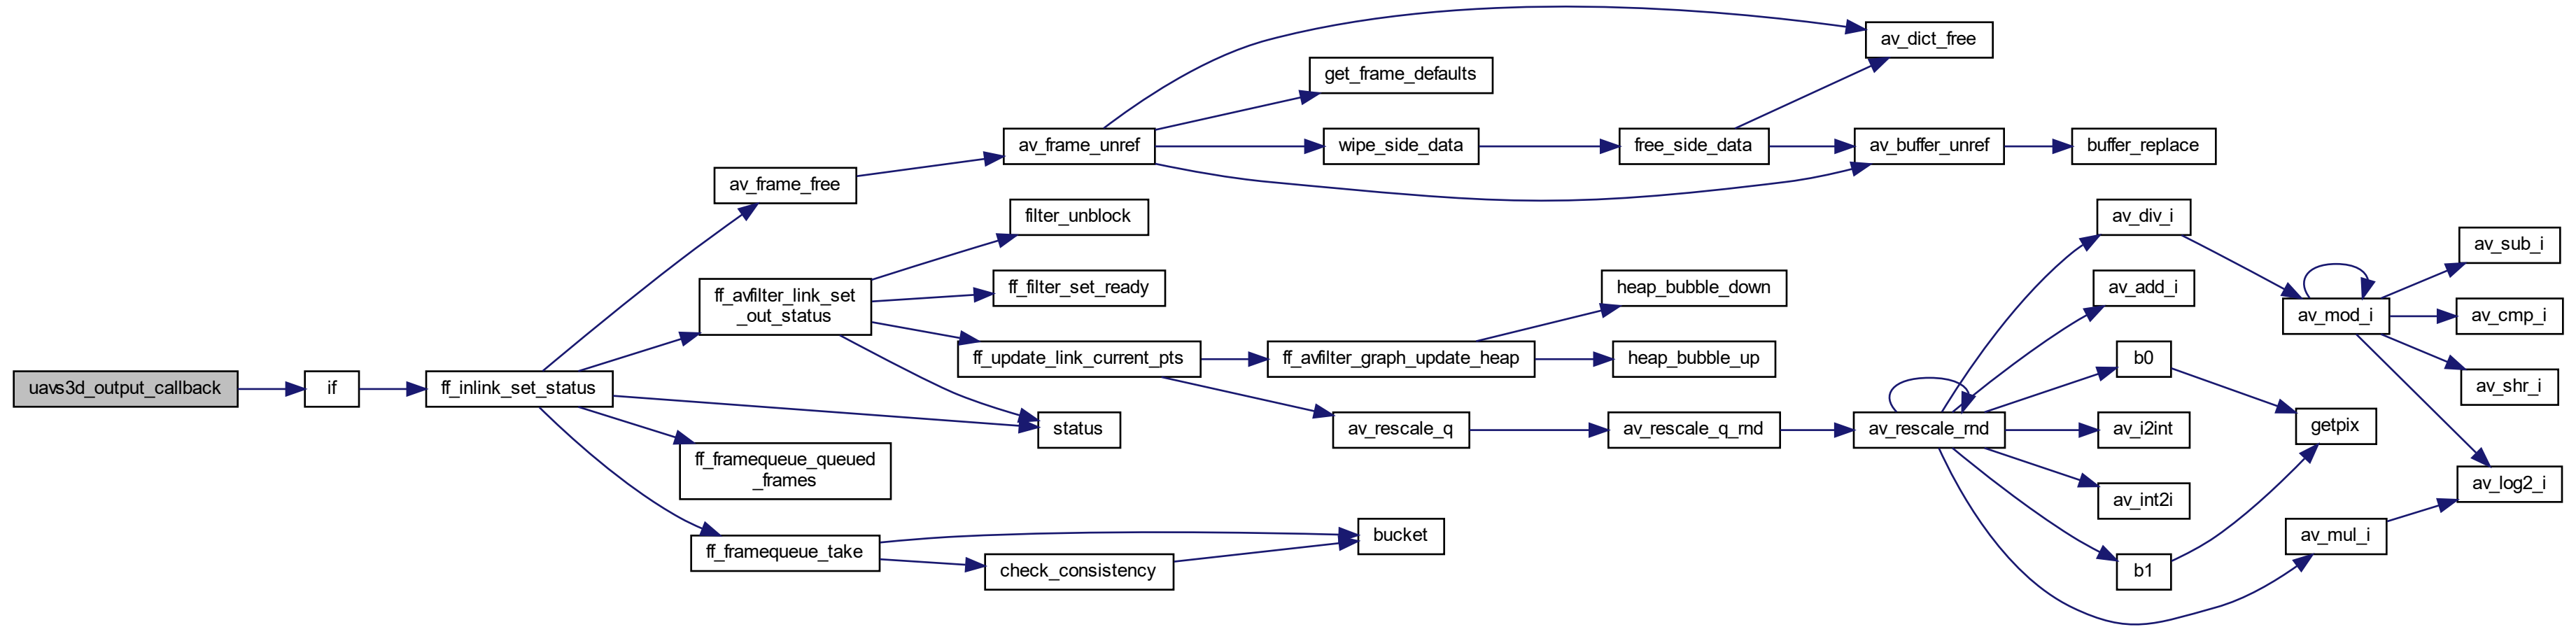 av_dict_free
get_frame_defaults
av_frame_unref
wipe_side_data
free_side_data
av_buffer_unref
buffer_replace
av_frame_free
filter_unblock
av_div_i
av_sub_i
ff_avfilter_link_set
_out_status
ff_filter_set_ready
heap_bubble_down
av_add_i
av_mod_i
av_cmp_i
ff_update_link_current_pts
ff_avfilter_graph_update_heap
heap_bubble_up
b0
av_shr_i
uavs3d_output_callback
if
ff_inlink_set_status
status
av_rescale_q
av_rescale_q_rnd
av_rescale_rnd
av_i2int
getpix
ff_framequeue_queued
_frames
av_int2i
av_log2_i
ff_framequeue_take
bucket
check_consistency
av_mul_i
b1